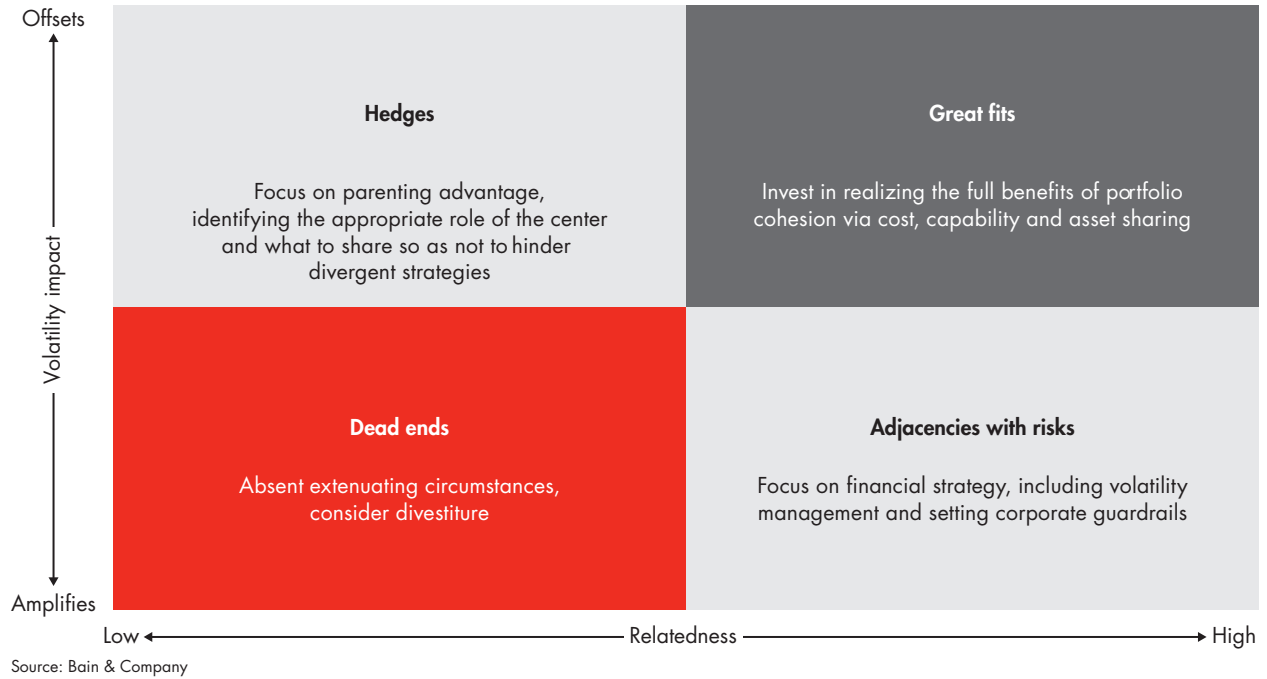 Offsets
Volatility impact
Amplifies
Hedges
Focus on parenting advantage,
identifying the appropriate role of the center
and what to share so as not to hinder
divergent strategies
Great fits
Invest in realizing the full benefits of portfolio
cohesion via cost, capability and asset sharing
Dead ends
Absent extenuating circumstances,
consider divestiture
Adjacencies with risks
Focus on financial strategy, including volatility
management and setting corporate guardrails
Low
Relatedness
High
Source: Bain & Company